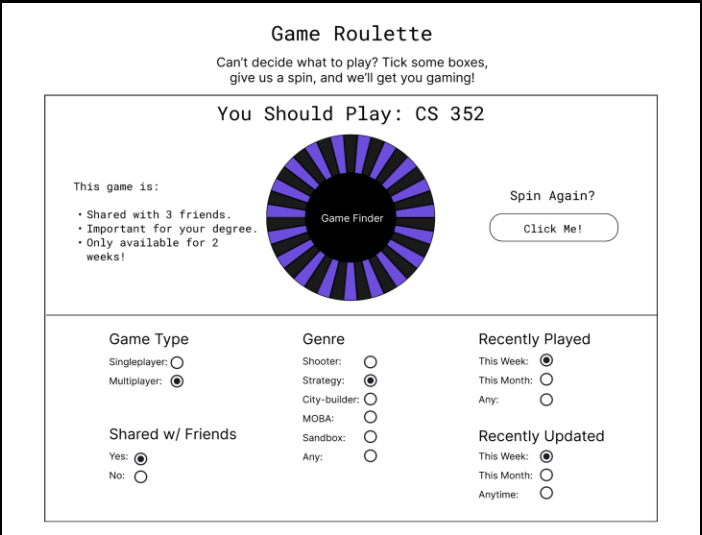 Game Roulette
Can't decide what to play? Tick some boxes,
give us a spin, and we'll get you gaming!
You Should Play: CS 352
This game is:
• Shared with 3 friends.
• Important for your degree.
• Only available for 2
weeks!
Game Finder
Spin Again?
Click Me!
Game Type
Singleplayer:
Multiplayer:
Shared w/ Friends
Yes:
No:
Genre
Shooter:
Strategy:
City-builder:
MOBA:
Sandbox:
Any:
Recently Played
This Week:
This Month:
Any:
Recently Updated
This Week:
This Month:
Anytime: